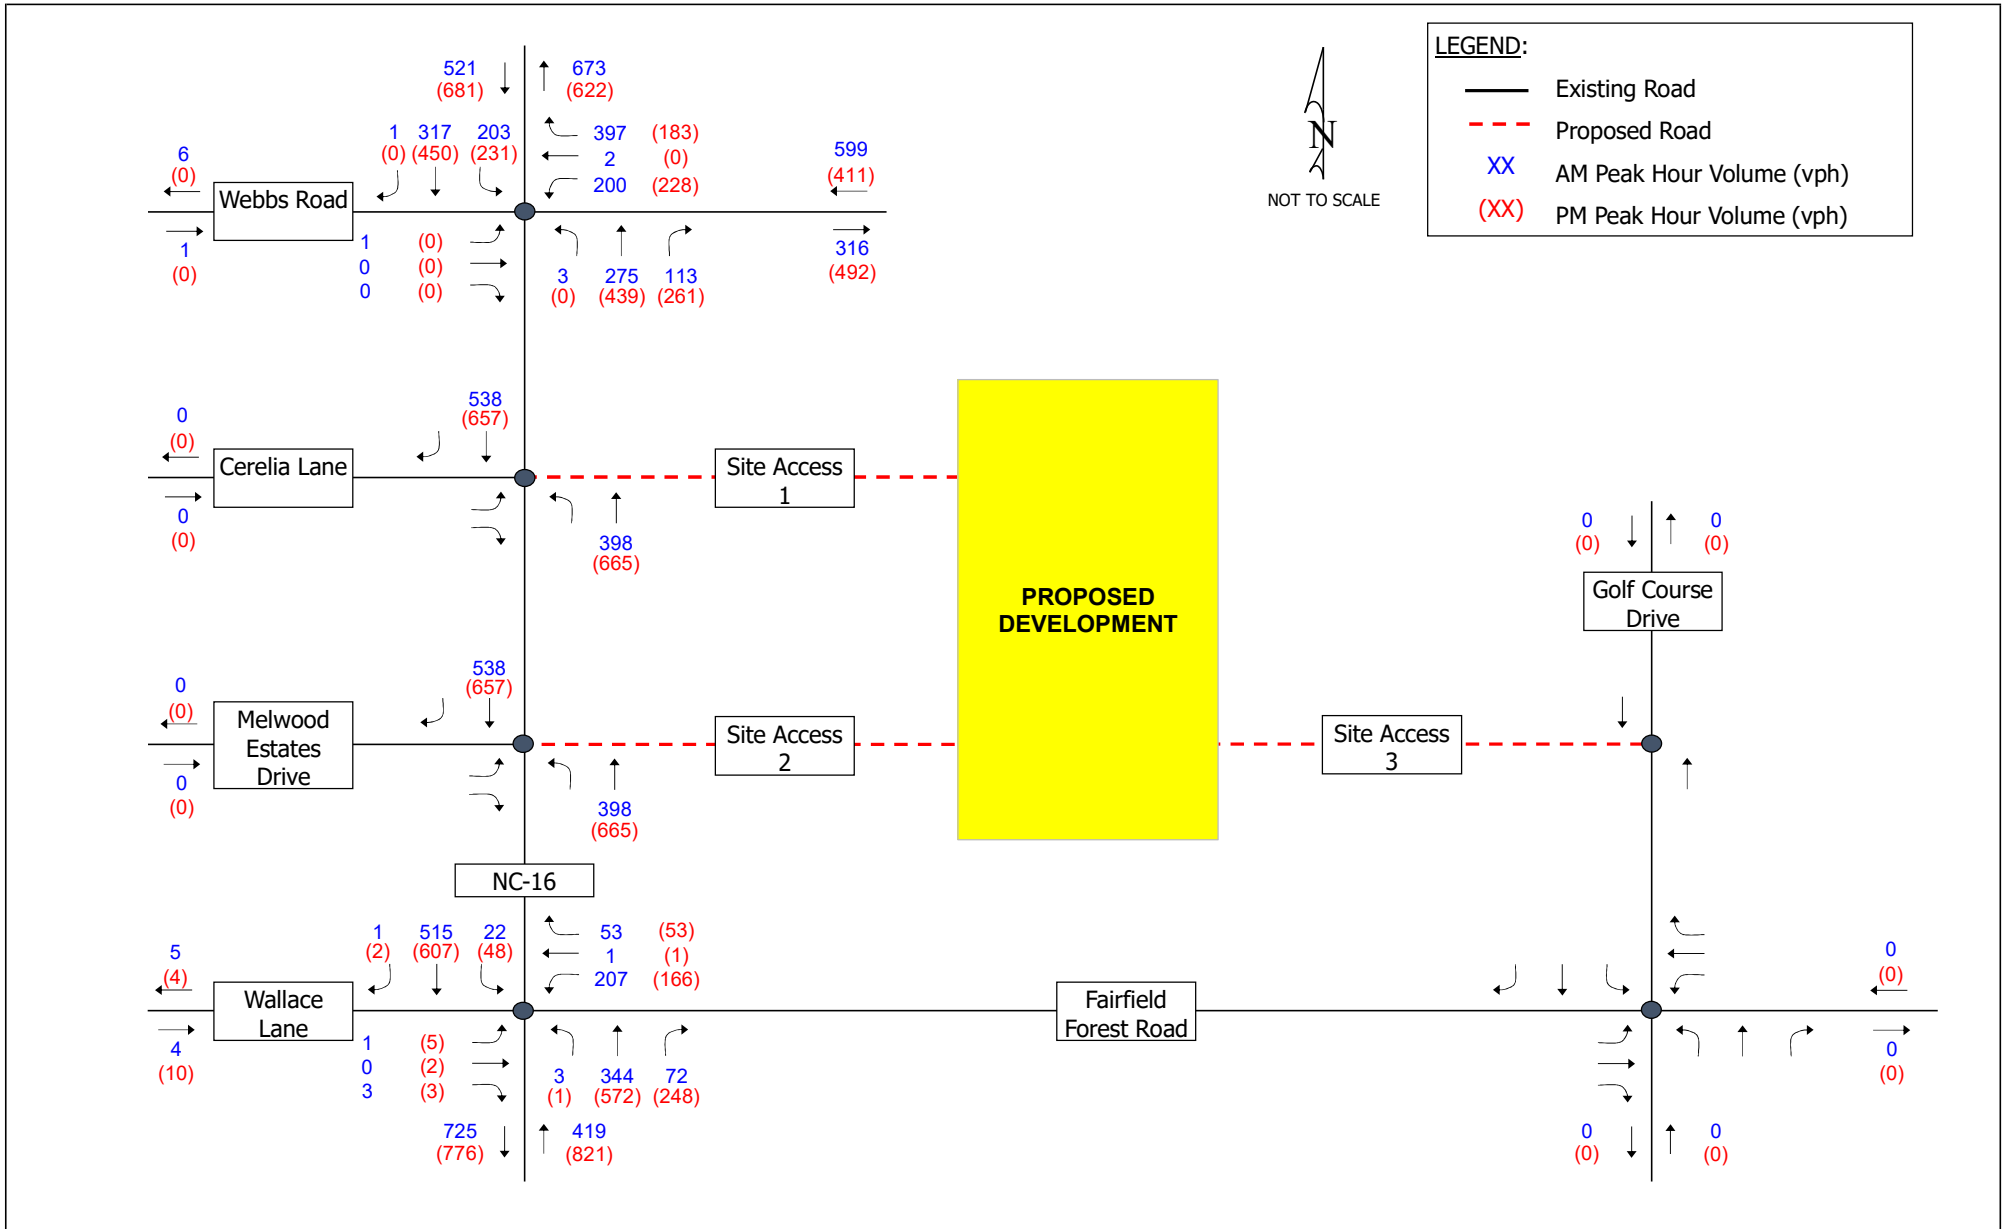 LEGEND:
Existing Road
Proposed Road
XX AM Peak Hour Volume (vph)
(XX) PM Peak Hour Volume (vph)
N
NOT TO SCALE
521 673
(681) (622)
1 317 203
(0) (450) (231)
397 (183)
2 (0)
200 (228)
599
(411)
6
(0)
Webbs Road
1
(0)
1 (0)
0 (0)
0 (0)
3 275 113
(0) (439) (261)
316
(492)
538
(657)
0
(0)
Cerelia Lane
0
(0)
398
(665)
Site Access
1
PROPOSED
DEVELOPMENT
0 0
(0) (0)
Golf Course
Drive
538
(657)
0
(0)
Melwood
Estates
Drive
0
(0)
398
(665)
Site Access
2
Site Access
3
NC-16
1 515 22
(2) (607) (48)
53 (53)
1 (1)
207 (166)
5
(4)
Wallace
Lane
4
(10)
1 (5)
0 (2)
3 (3)
3 344 72
(1) (572) (248)
725 419
(776) (821)
Fairfield
Forest Road
0
(0)
0
(0)
0 0
(0) (0)